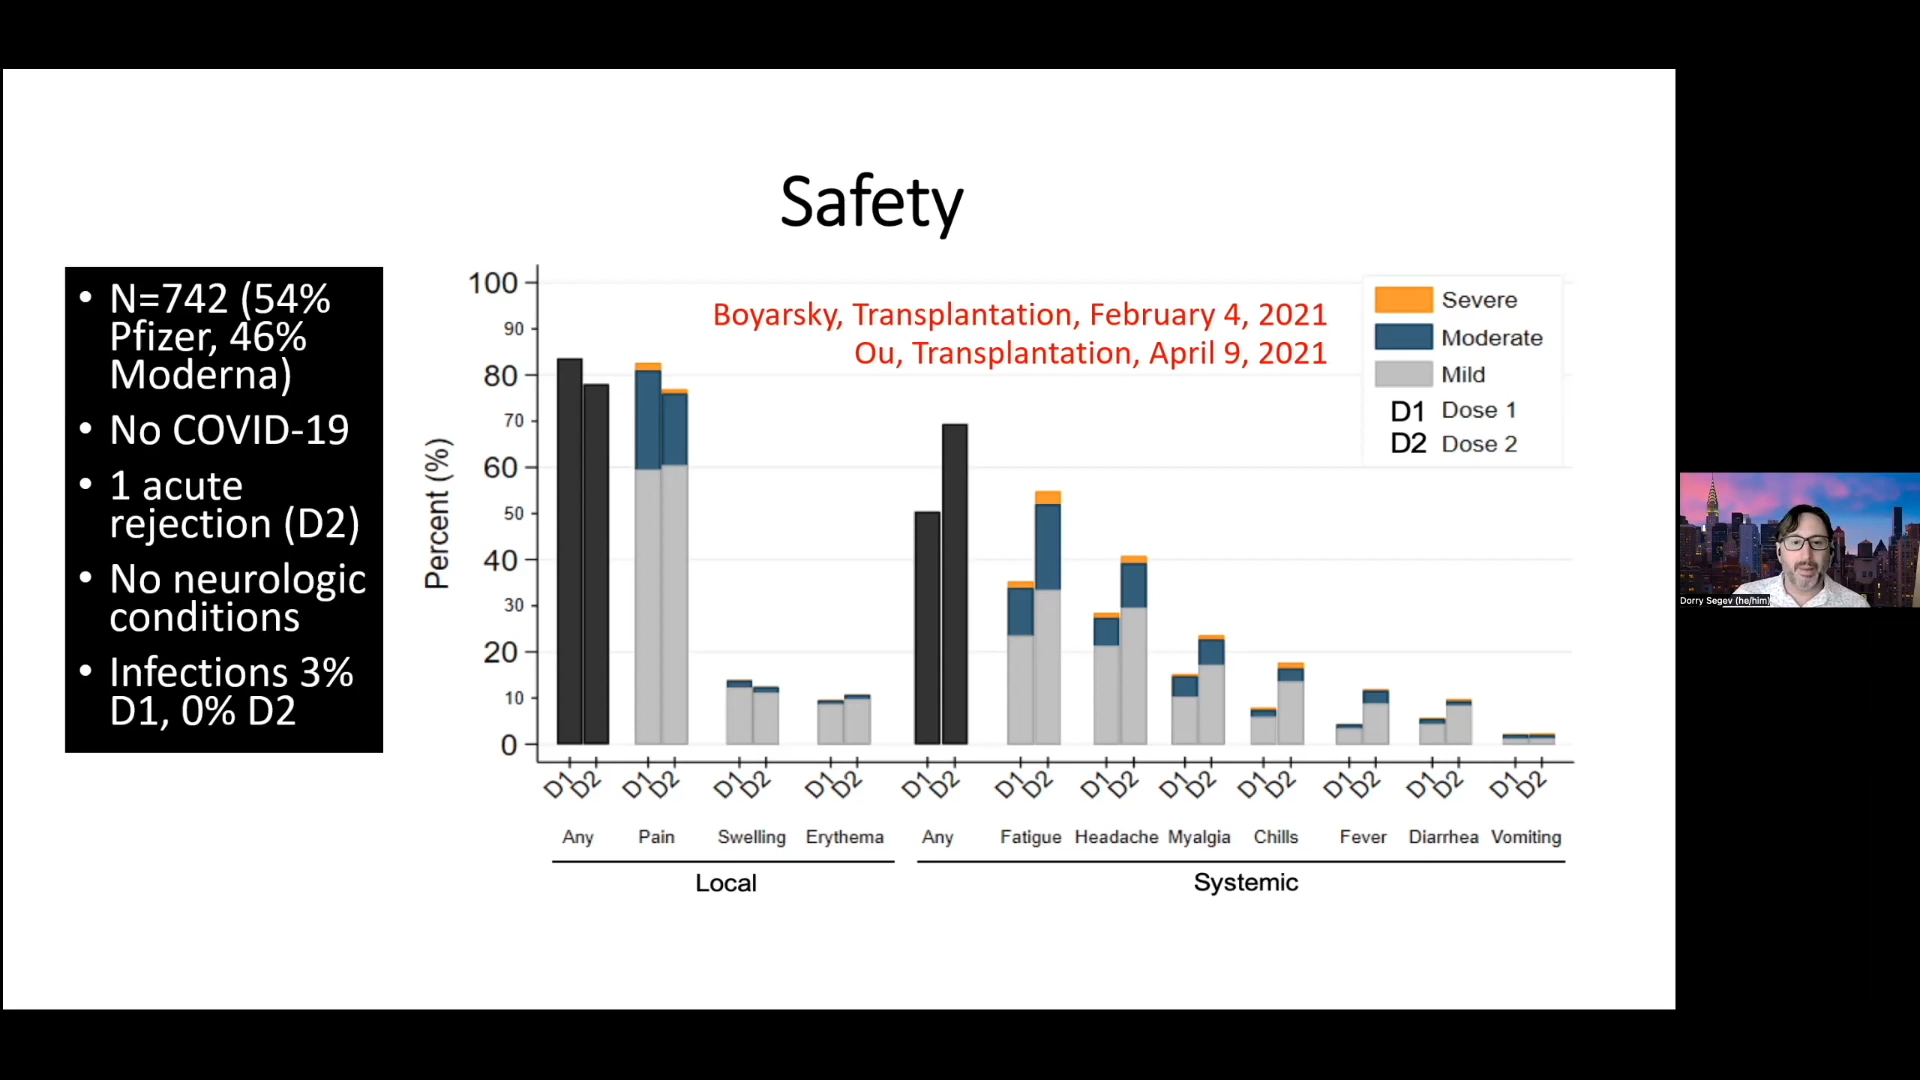 Safety
• N=742 (54%
Pfizer, 46%
Moderna)
• No COVID-19
• 1 acute
rejection (D2)
• No neurologic
conditions
• Infections 3%
D1, 0% D2
Boyarsky, Transplantation, February 4, 2021
Ou, Transplantation, April 9, 2021
Severe
Moderate
Mild
D1 Dose 1
D2 Dose 2
Percent (%)
100
90
80
70
60
50
40
30
20
10
0
D1 D2 D1 D2 D1 D2 D1 D2 D1 D2 D1 D2 D1 D2 D1 D2 D1 D2 D1 D2 D1 D2 D1 D2
Any Pain Swelling Erythema Any Fatigue Headache Myalgia Chills Fever Diarrhea Vomiting
Local Systemic
Dorry Segev (he/him)